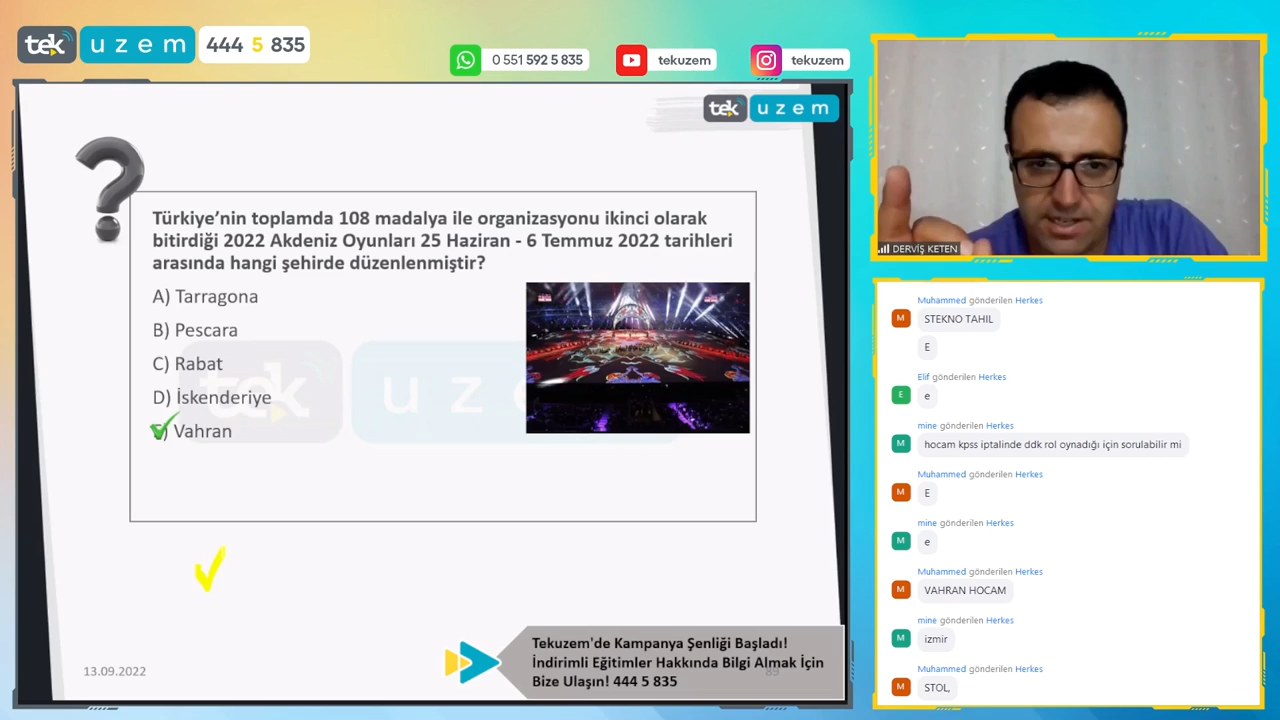 tek uzem 444 5 835
0 551 592 5 835
tekuzem
tekuzem
tek uzem
Türkiye'nin toplamda 108 madalya ile organizasyonu ikinci olarak
bitirdiği 2022 Akdeniz Oyunları 25 Haziran - 6 Temmuz 2022 tarihleri
arasında hangi şehirde düzenlenmiştir?
A) Tarragona
B) Pescara
C) Rabat
D) İskenderiye
E) Vahran
tek uze
13.09.2022
89
Tekuzem'de Kampanya Şenliği Başladı!
İndirimli Eğitimler Hakkında Bilgi Almak İçin
Bize Ulaşın! 444 5 835
DERVİŞ KETEN
Muhammed gönderilen Herkes
M
STEKNO TAHIL
E
Elif gönderilen Herkes
E
e
mine gönderilen Herkes
M
hocam kpss iptalinde ddk rol oynadığı için sorulabilir mi
Muhammed gönderilen Herkes
M
E
mine gönderilen Herkes
M
e
Muhammed gönderilen Herkes
M
VAHRAN HOCAM
mine gönderilen Herkes
M
izmir
Muhammed gönderilen Herkes
M
STOL,